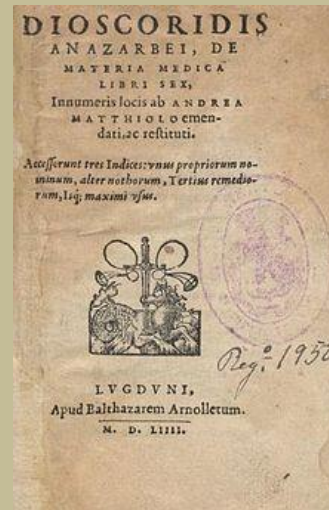 DIOSCORIDIS
ANAZARBEI, DE
MATERIA MEDICA
LIBRI SEX,
Innumeris locis ab ANDREA
MATTHIOLO emen-
dati, ac restituti.
Accesserunt tres Indices: vnus propriorum no-
minum, alter nothorum, Tertius remedio-
rum, Isq; maximi vsus.
Reg.º 1950
LVGDVNI,
Apud Balthazarem Arnolletum.
M. D. LIIII.